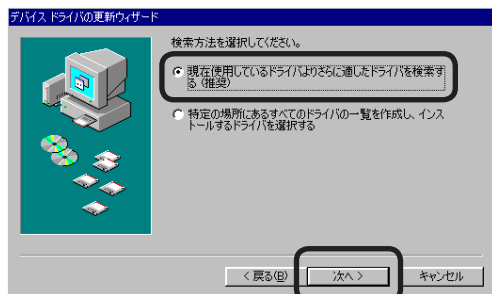 デバイス ドライバの更新ウィザード
検索方法を選択してください。
現在使用しているドライバよりさらに適したドライバを検索す
る (推奨)
特定の場所にあるすべてのドライバの一覧を作成し、インス
トールするドライバを選択する
< 戻る(B)
次へ >
キャンセル